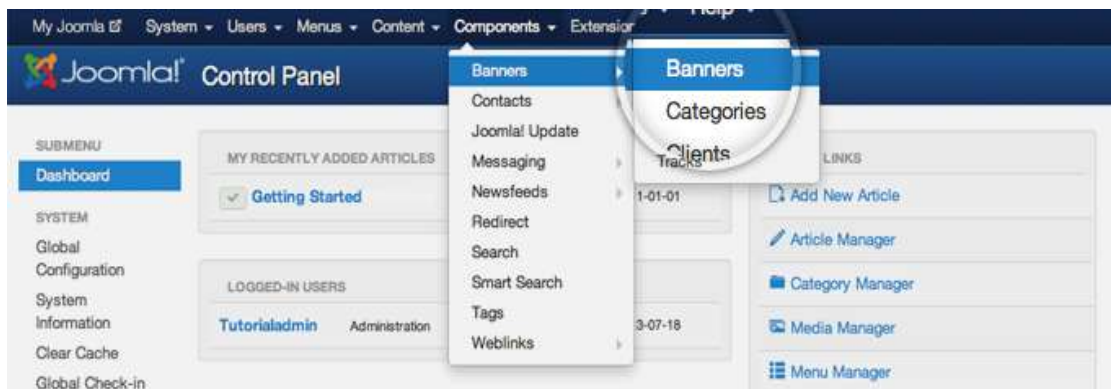 My Joomla System Users Menus Content Components Extension Help
Joomla! Control Panel
Banners
Contacts
Joomla! Update
Messaging
Newsfeeds
Redirect
Search
Smart Search
Tags
Weblinks
Banners
Categories
Clients
Tracks
SUBMENU
Dashboard
SYSTEM
Global
Configuration
System
Information
Clear Cache
Global Check-in
MY RECENTLY ADDED ARTICLES
Getting Started 1-01-01
LOGGED-IN USERS
Tutorialadmin Administration 3-07-18
LINKS
Add New Article
Article Manager
Category Manager
Media Manager
Menu Manager